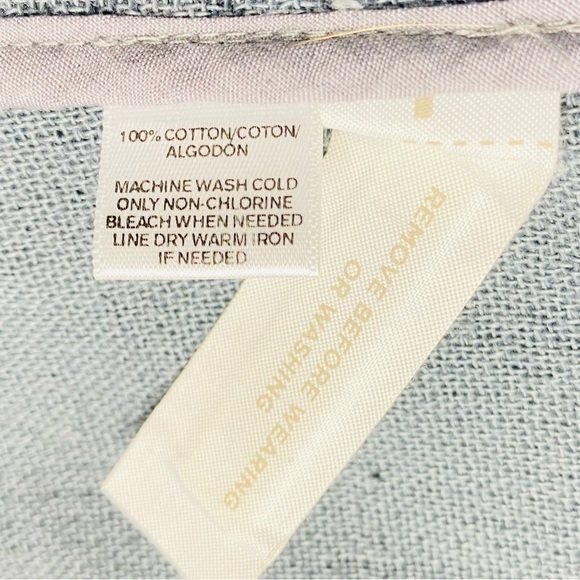 100% COTTON/COTON/
ALGODÓN
MACHINE WASH COLD
ONLY NON-CHLORINE
BLEACH WHEN NEEDED
LINE DRY WARM IRON
IF NEEDED
REMOVE BEFORE WEARING
OR WASHING